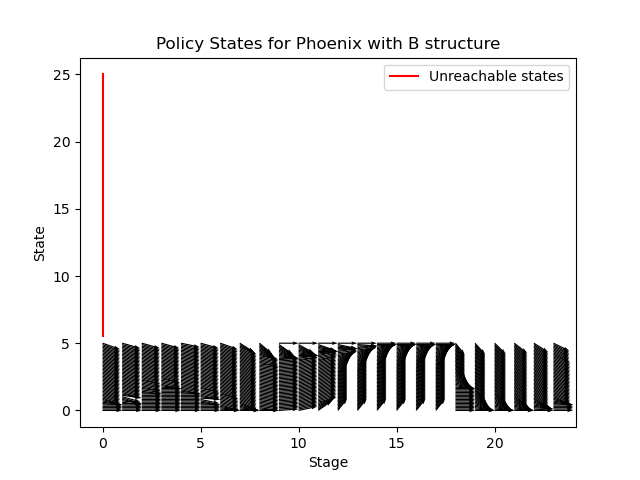 Policy States for Phoenix with B structure
Unreachable states
25
20
15
10
5
0
State
0 5 10 15 20
Stage